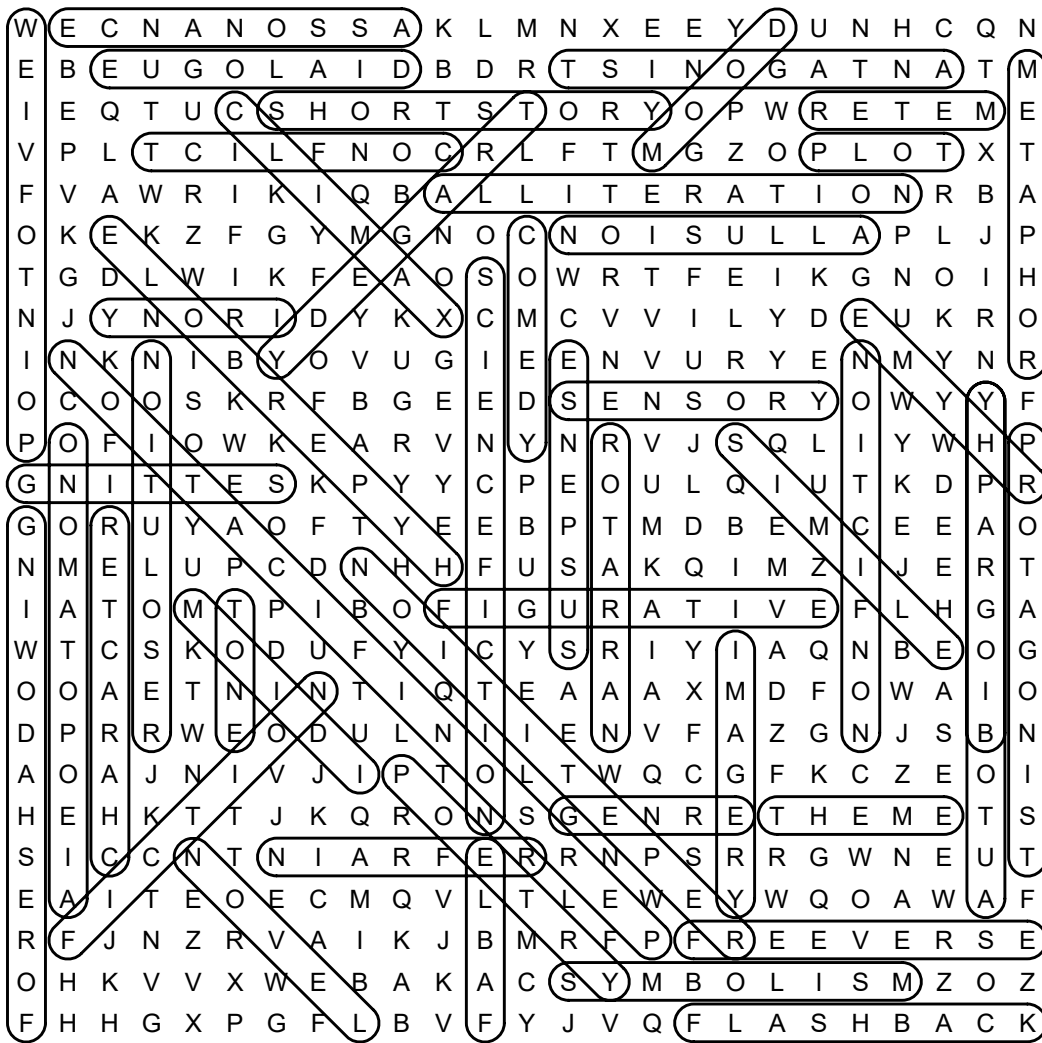 W E C N A N O S S A K L M N X E E Y D U N H C Q N
E B E U G O L A I D B D R T S I N O G A T N A T M
I E Q T U C S H O R T S T O R Y O P W R E T E M E
V P L T C I L F N O C R L F T M G Z O P L O T X T
F V A W R I K I Q B A L L I T E R A T I O N R B A
O K E K Z F G Y M G N O C N O I S U L L A P L J P
T G D L W I K F E A O S O W R T F E I K G N O I H
N J Y N O R I D Y K X C M C V V I L Y D E U K R O
I N K N I B Y O V U G I E E N V U R Y E N M Y N R
O C O O S K R F B G E E D S E N S O R Y O W Y Y F
P O F I O W K E A R V N Y N R V J S Q L I Y W H P
G N I T T E S K P Y Y C P E O U L Q I U T K D P R
G O R U Y A O F T Y E E B P T M D B E M C E E A O
N M E L U P C D N H H F U S A K Q I M Z I J E R T
I A T O M T P I B O F I G U R A T I V E F L H G A
W T C S K O D U F Y I C Y S R I Y I A Q N B E O G
O O A E T N I N T I Q T E A A A X M D F O W A I O
D P R R W E O D U L N I I E N V F A Z G N J S B N
A O A J N I V J I P T O L T W Q C G F K C Z E O I
H E H K T T J K Q R O N S G E N R E T H E M E T S
S I C C N T N I A R F E R R N P S R R G W N E U T
E A I T E O E C M Q V L T L E W E Y W Q O A W A F
R F J N Z R V A I K J B M R F P F R E E V E R S E
O H K V V X W E B A K A C S Y M B O L I S M Z O Z
F H H G X P G F L B V F Y J V Q F L A S H B A C K